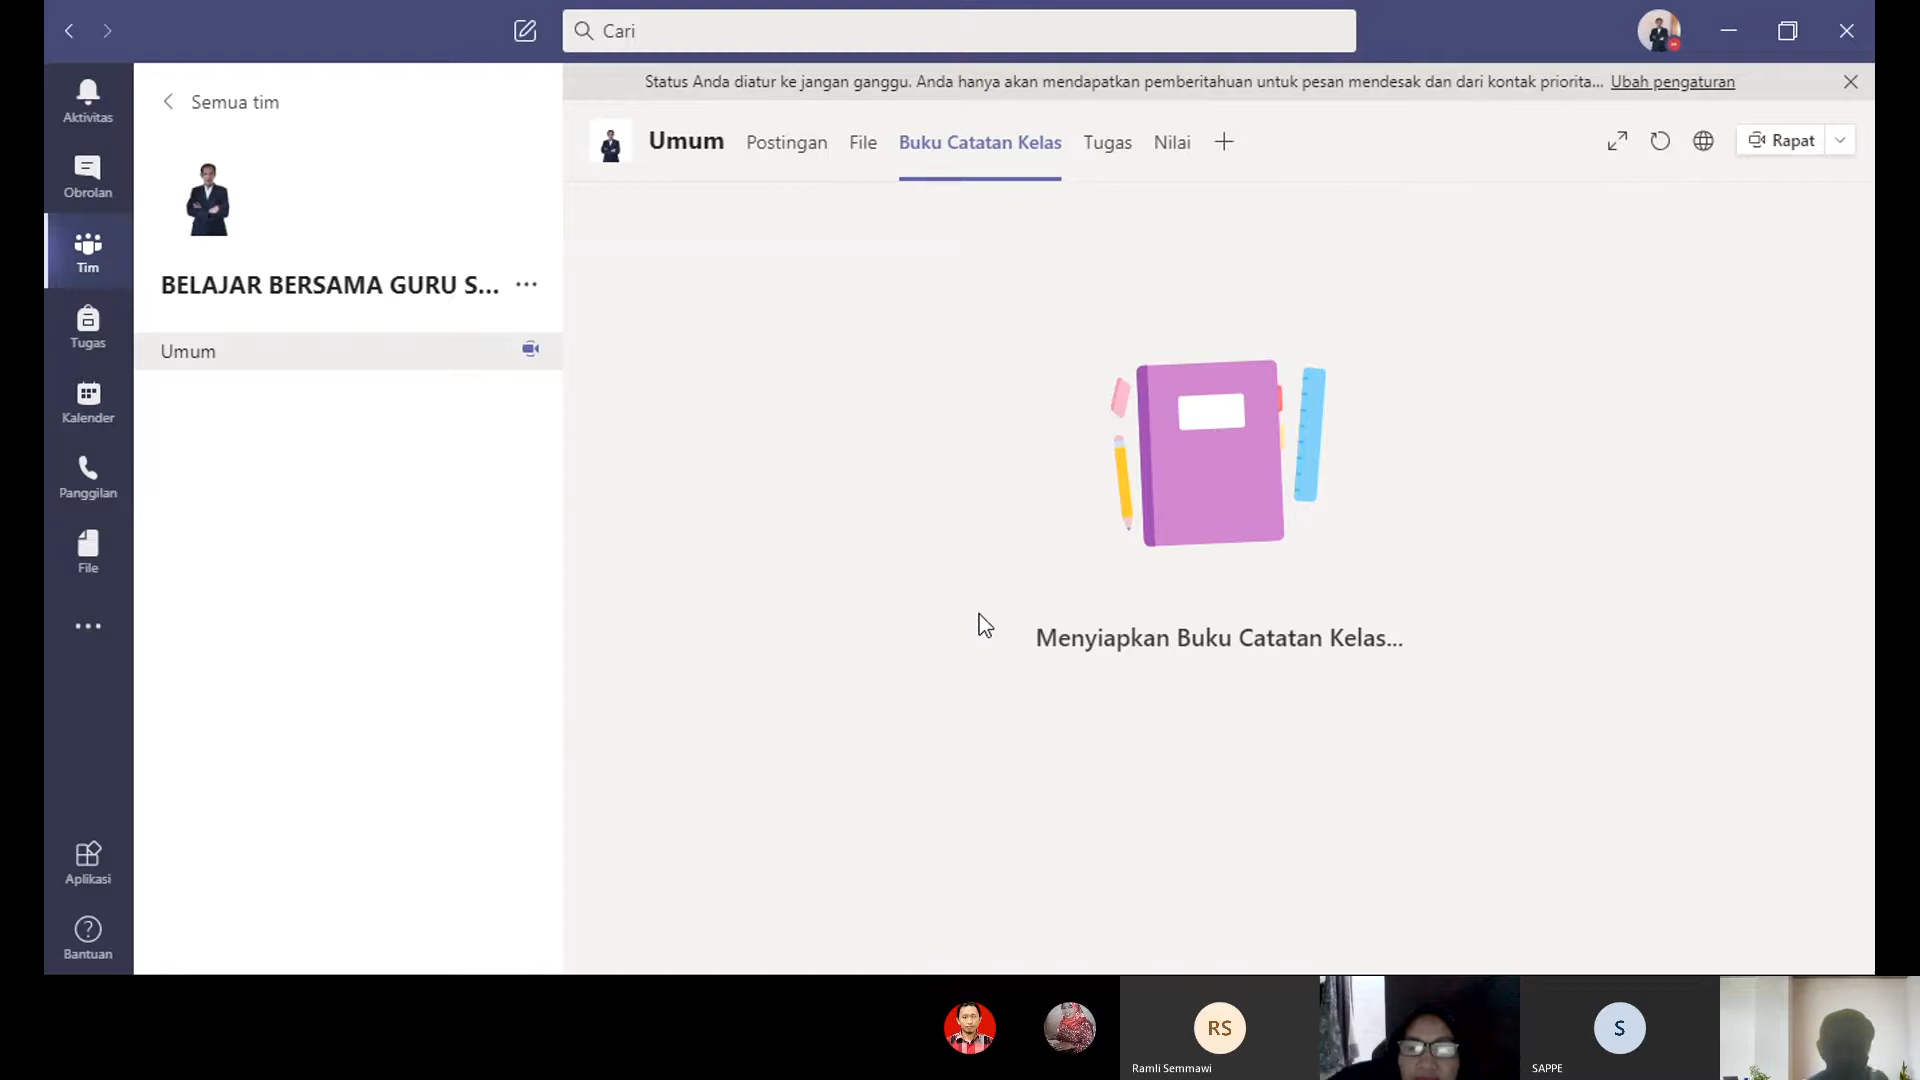 Cari
Status Anda diatur ke jangan ganggu. Anda hanya akan mendapatkan pemberitahuan untuk pesan mendesak dan dari kontak priorita... Ubah pengaturan
Aktivitas
Obrolan
Tim
Tugas
Kalender
Panggilan
File
Aplikasi
Bantuan
Semua tim
BELAJAR BERSAMA GURU S...
Umum
Umum Postingan File Buku Catatan Kelas Tugas Nilai
Rapat
Menyiapkan Buku Catatan Kelas...
RS
Ramli Semmawi
S
SAPPE